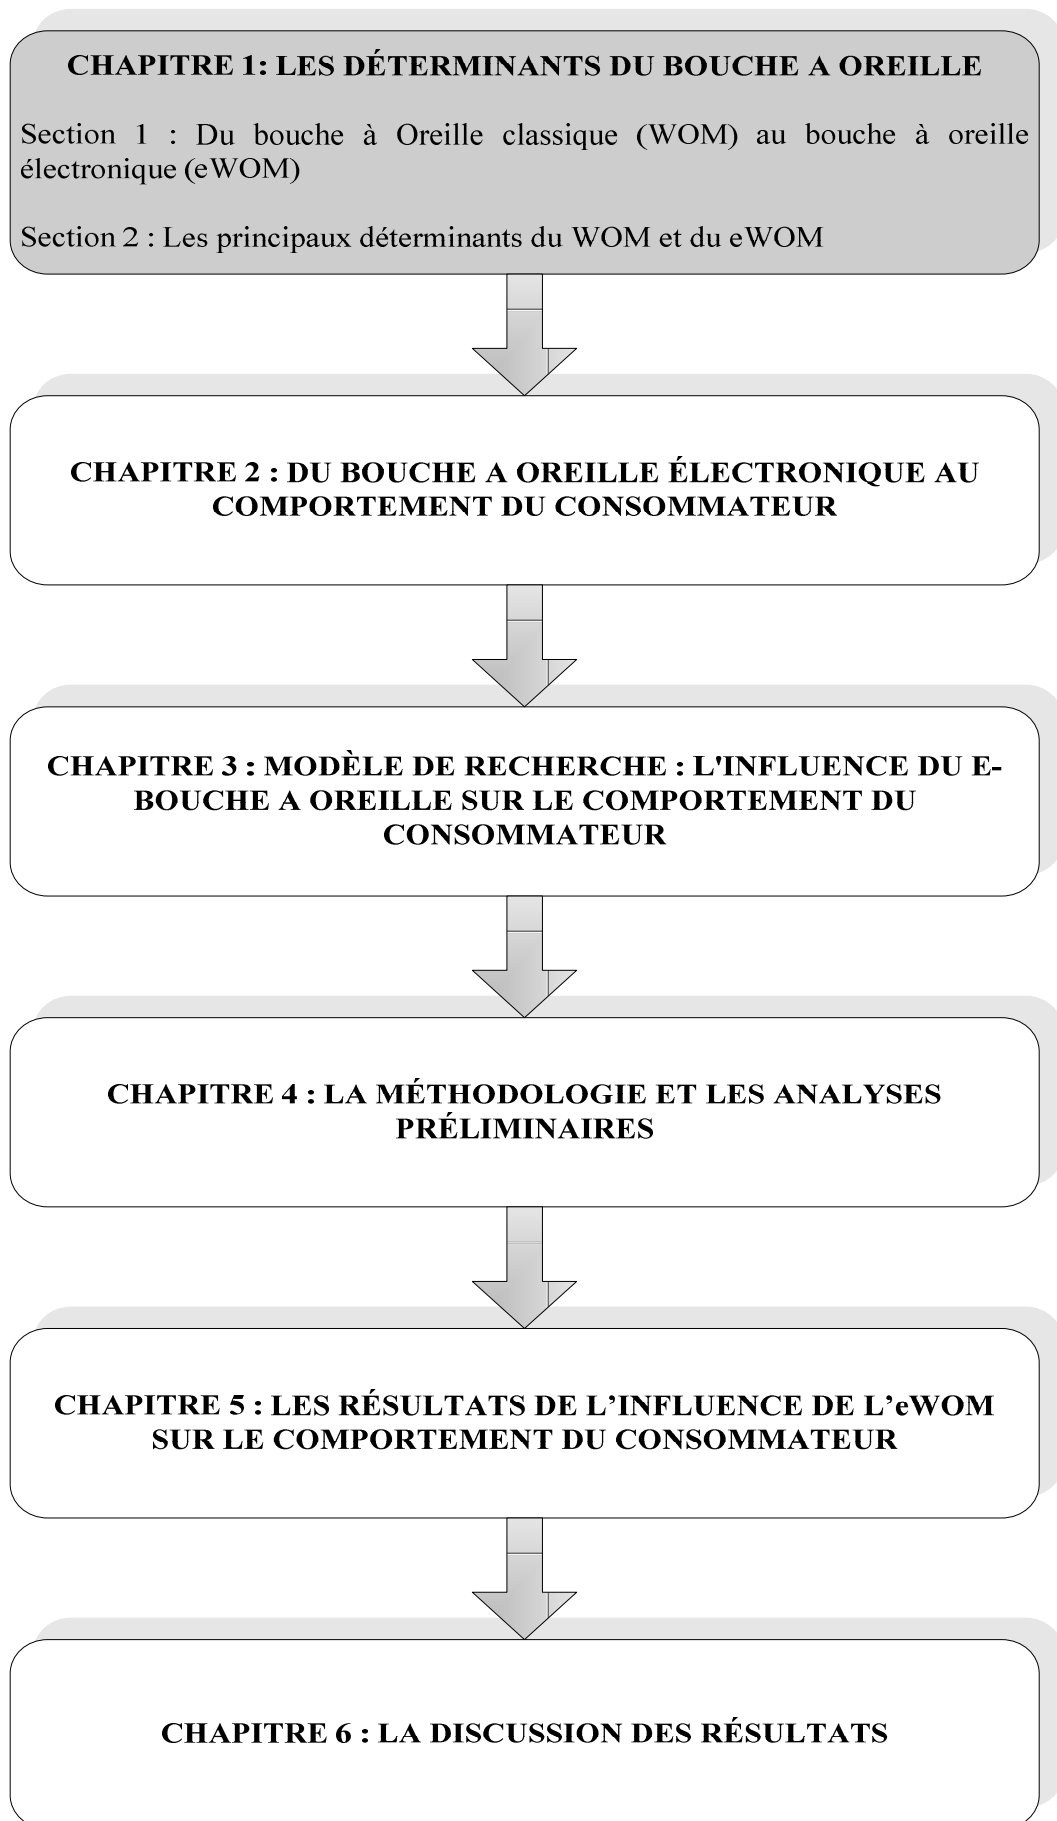 CHAPITRE 1: LES DÉTERMINANTS DU BOUCHE A OREILLE
Section 1 : Du bouche à Oreille classique (WOM) au bouche à oreille
électronique (eWOM)
Section 2 : Les principaux déterminants du WOM et du eWOM
CHAPITRE 2 : DU BOUCHE A OREILLE ÉLECTRONIQUE AU
COMPORTEMENT DU CONSOMMATEUR
CHAPITRE 3 : MODÈLE DE RECHERCHE : L'INFLUENCE DU E-
BOUCHE A OREILLE SUR LE COMPORTEMENT DU
CONSOMMATEUR
CHAPITRE 4 : LA MÉTHODOLOGIE ET LES ANALYSES
PRÉLIMINAIRES
CHAPITRE 5 : LES RÉSULTATS DE L’INFLUENCE DE L’eWOM
SUR LE COMPORTEMENT DU CONSOMMATEUR
CHAPITRE 6 : LA DISCUSSION DES RÉSULTATS